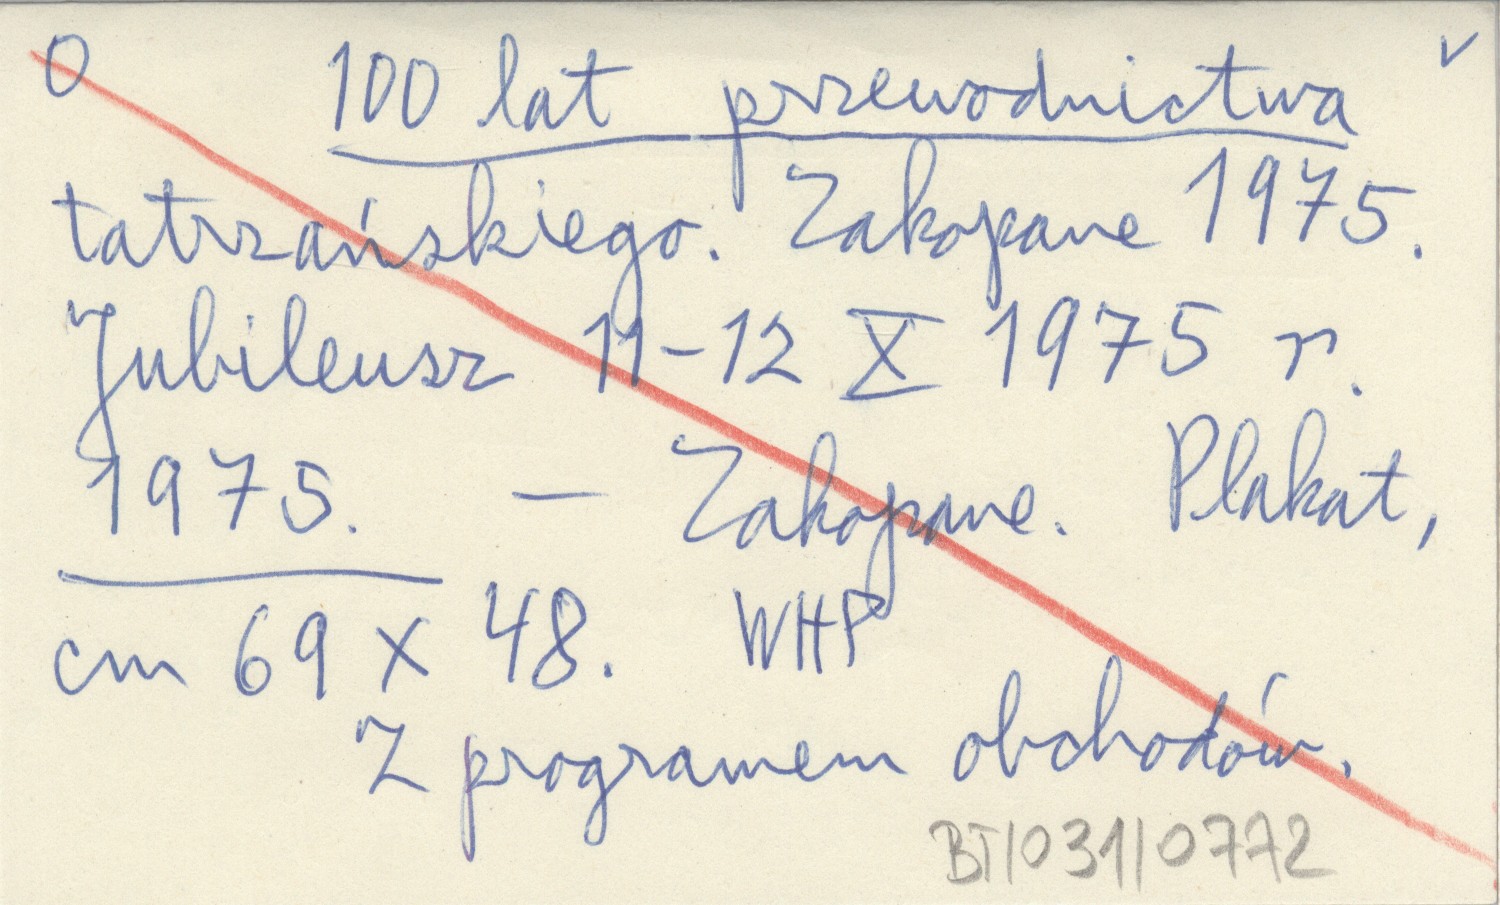 O 100 lat przewodnictwa v
tatrzańskiego. Zakopane 1975.
Jubileusz 11-12 X 1975 r.
1975. — Zakopane. Plakat,
cm 69 x 48. WHP
Z programem obchodów.
BT/031/0772